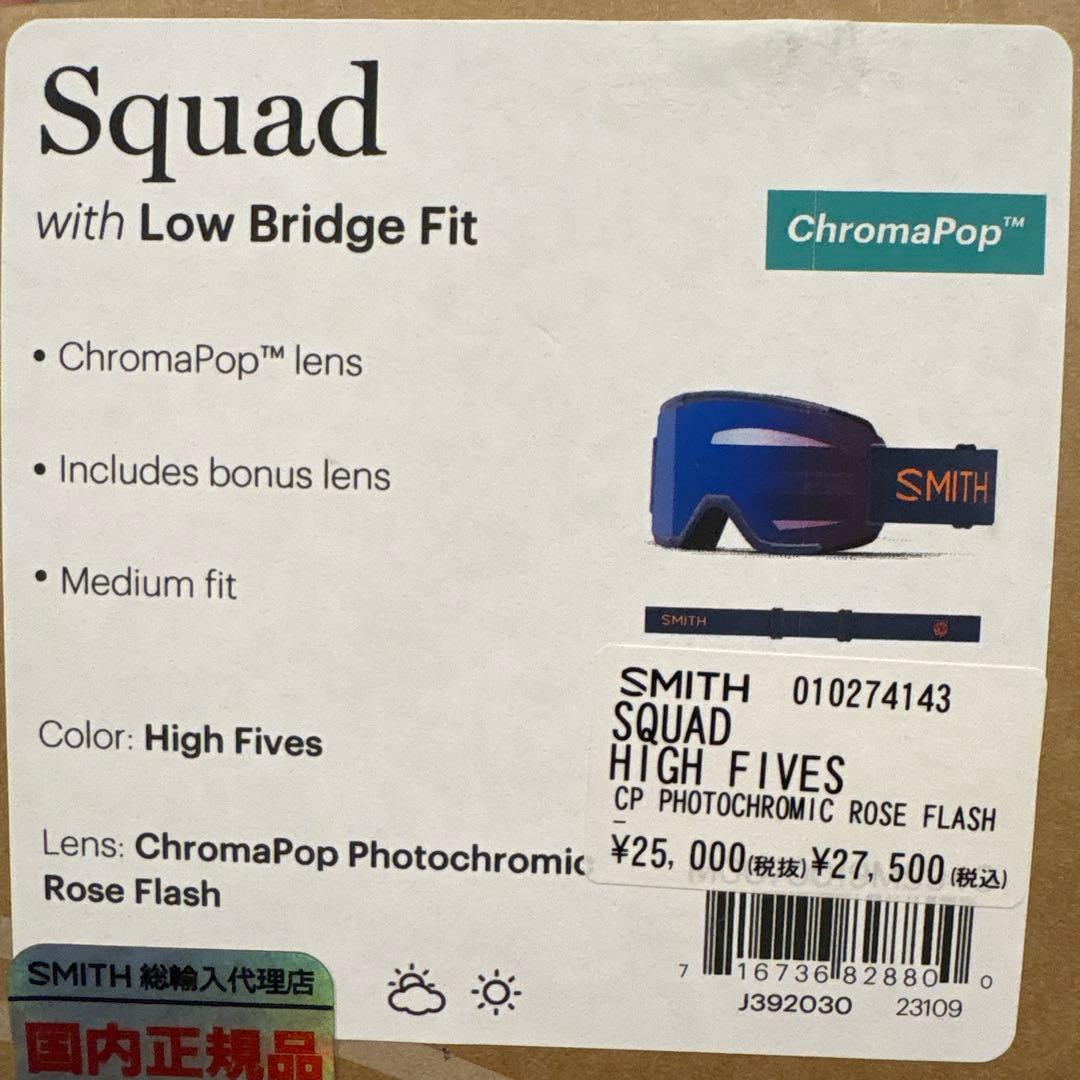 Squad
with Low Bridge Fit
ChromaPop™
• ChromaPop™ lens
• Includes bonus lens
• Medium fit
SMITH
SMITH
Color: High Fives
Lens: ChromaPop Photochromic
Rose Flash
SMITH 010274143
SQUAD
HIGH FIVES
CP PHOTOCHROMIC ROSE FLASH
-
¥25,000(税抜)¥27,500(税込)
7 16736 82880 0
J392030 23109
SMITH 総輸入代理店
国内正規品